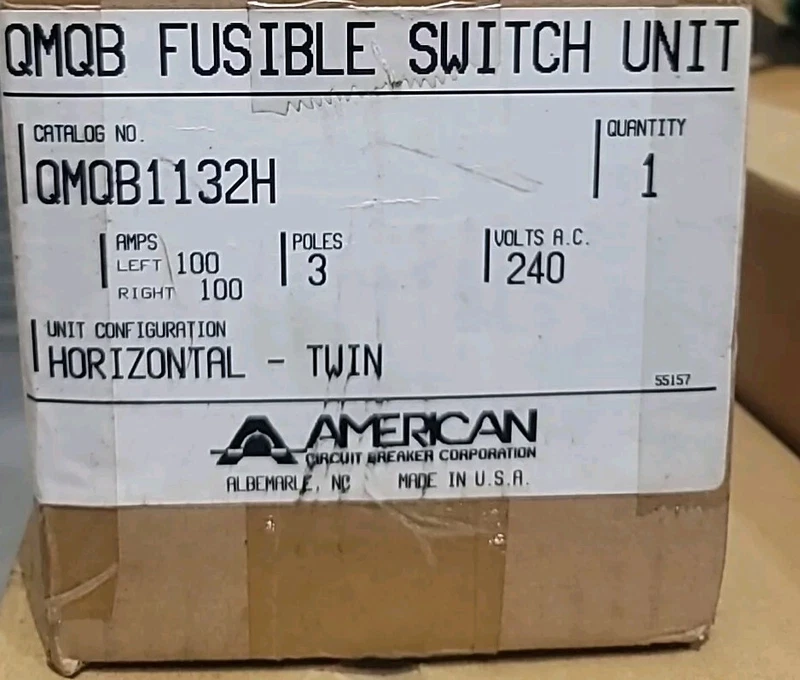 QMQB FUSIBLE SWITCH UNIT
CATALOG NO.
QUANTITY
QMQB1132H
1
AMPS
POLES
VOLTS A.C.
LEFT 100
3
240
RIGHT 100
UNIT CONFIGURATION
HORIZONTAL - TWIN
55157
AMERICAN
CIRCUIT BREAKER CORPORATION
ALBEMARLE, NC MADE IN U.S.A.